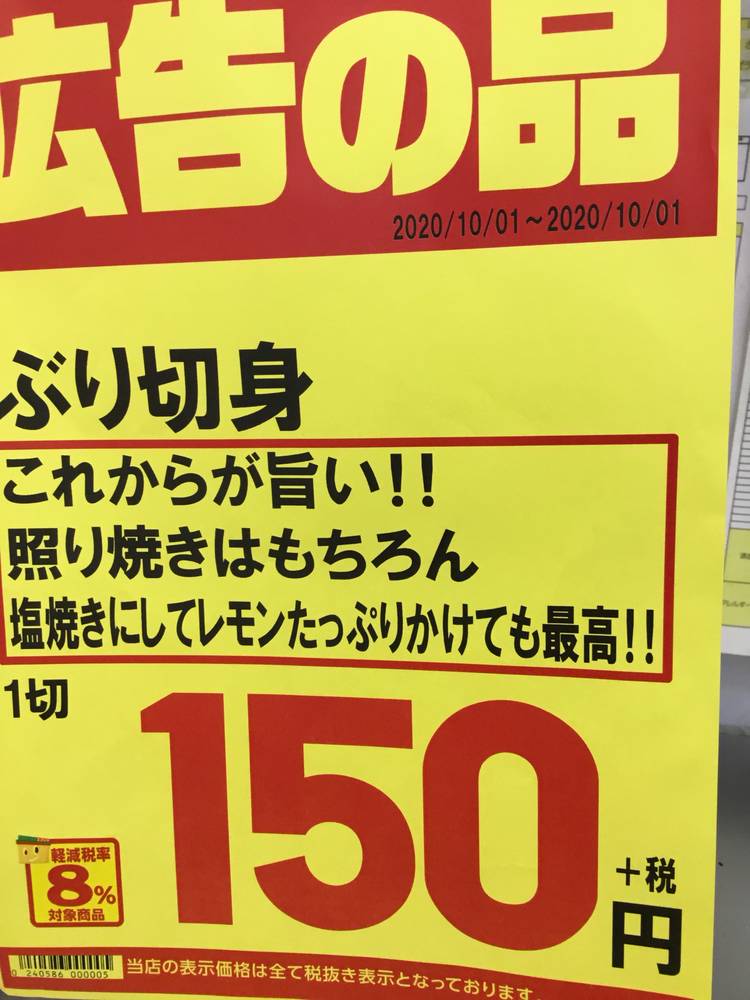 広告の品
2020/10/01～2020/10/01
ぶり切身
これからが旨い!!
照り焼きはもちろん
塩焼きにしてレモンたっぷりかけても最高!!
1切
150
+税
円
軽減税率
8%
対象商品
0 240586 000005
当店の表示価格は全て税抜き表示となっております。